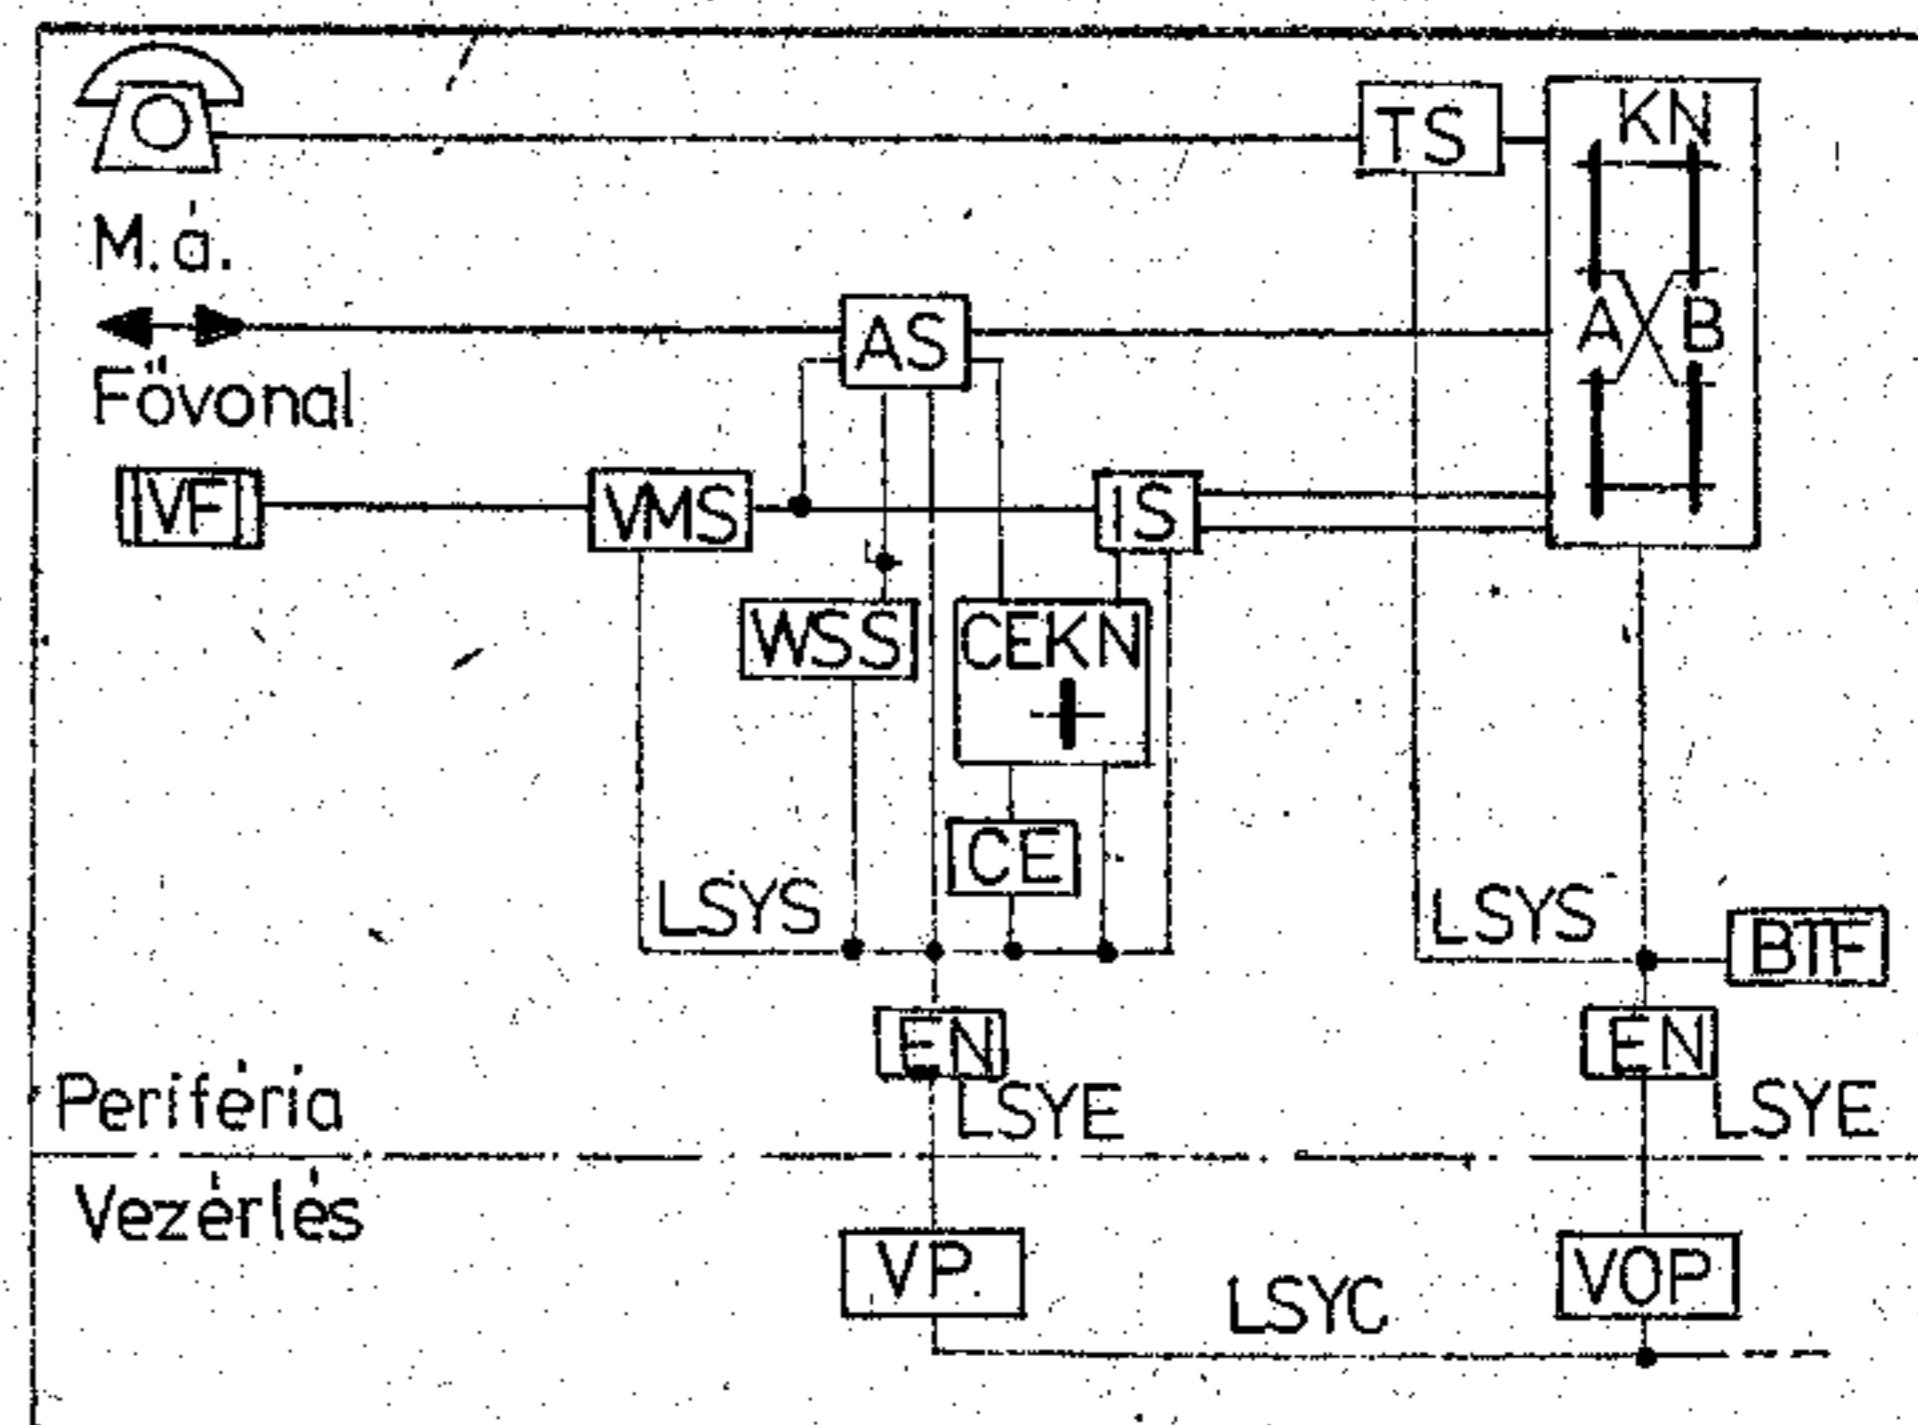 TS
KN
M.á.
AS
A B
Fővonal
VF
VMS
IS
WSS
CEKN
CE
LSYS
LSYS
BTF
EN
EN
LSYE
LSYE
Periféria
Vezérlés
VP.
VOP
LSYC